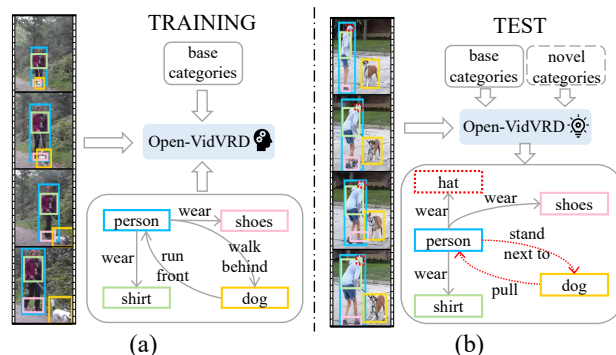 TRAINING
base
categories
Open-VidVRD
person
wear
shoes
walk
behind
run
front
wear
shirt
dog
(a)
TEST
base
categories
novel
categories
Open-VidVRD
hat
wear
wear
shoes
person
stand
next to
wear
pull
dog
shirt
(b)